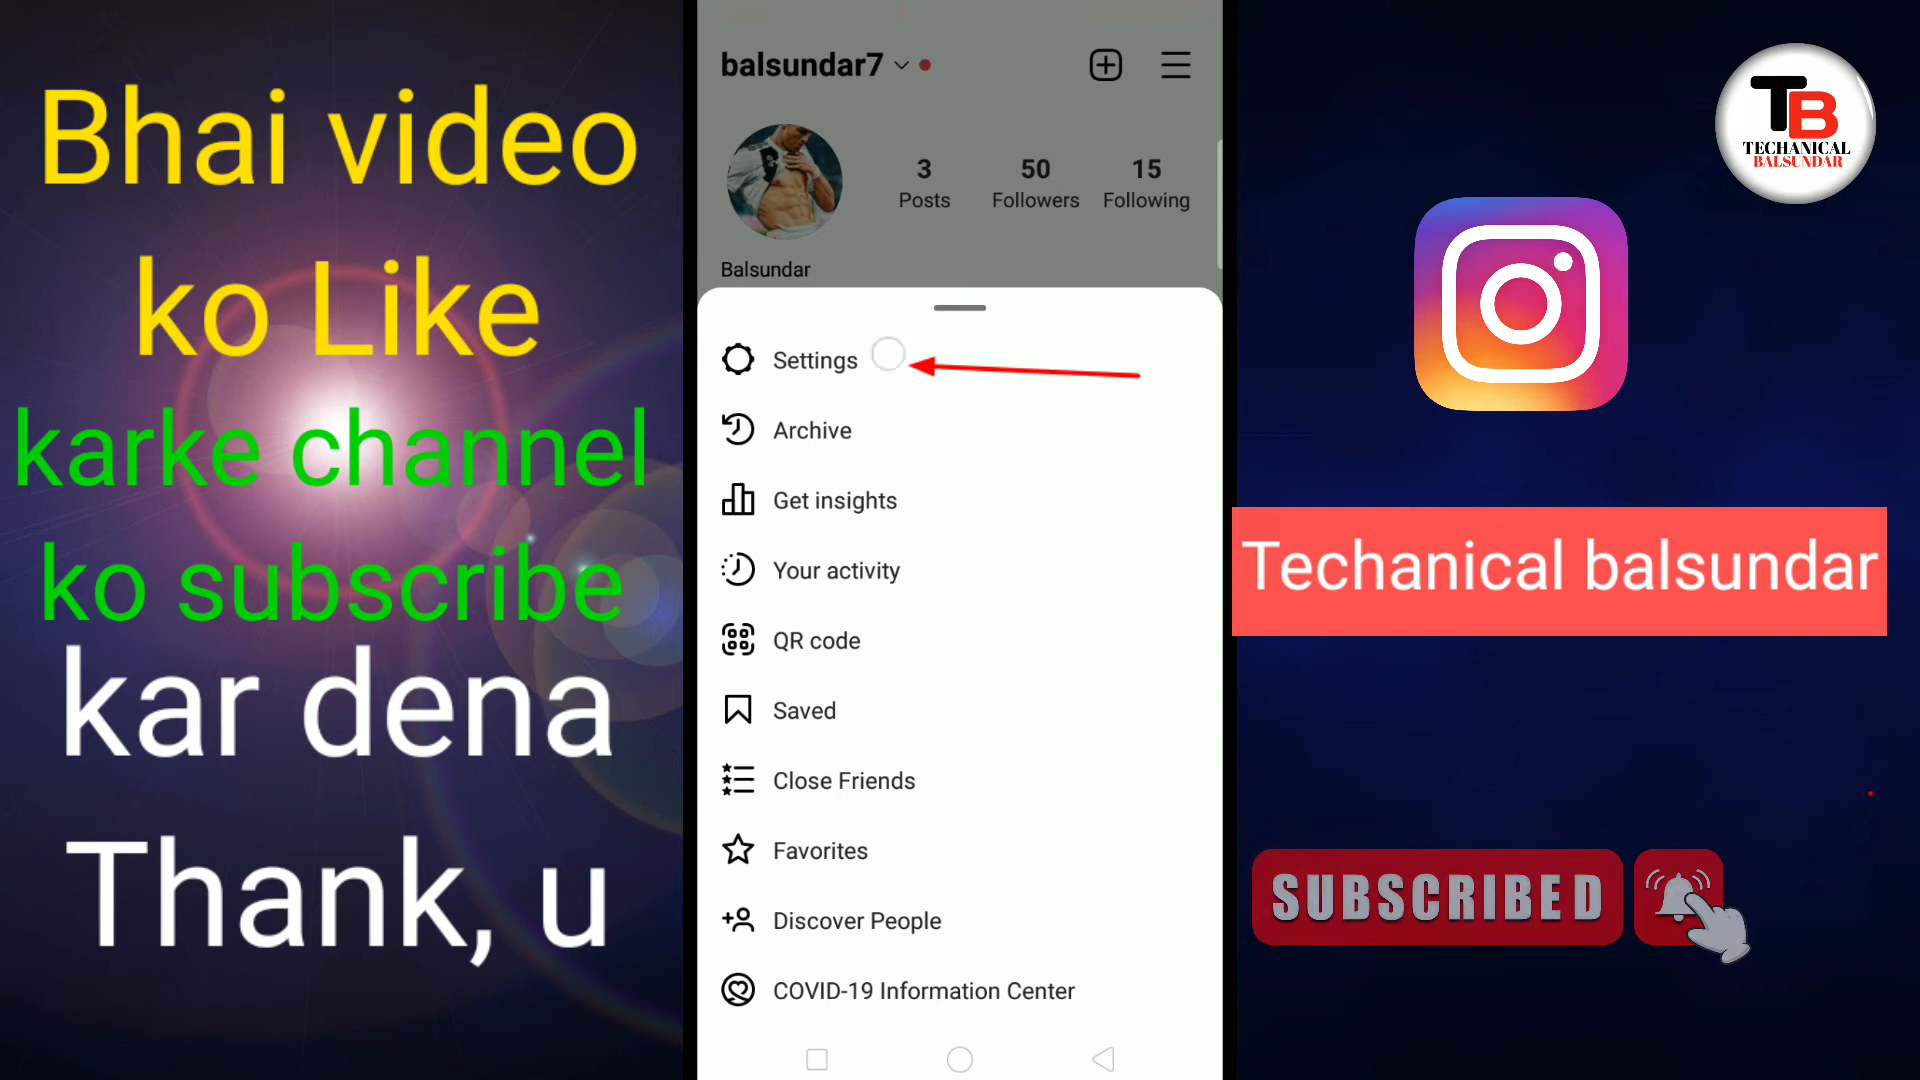 Bhai video
ko Like
karke channel
ko subscribe
kar dena
Thank, u
balsundar7
3 50 15
Posts Followers Following
Balsundar
Settings
Archive
Get insights
Your activity
QR code
Saved
Close Friends
Favorites
Discover People
COVID-19 Information Center
TB
TECHANICAL
BALSUNDAR
Techanical balsundar
SUBSCRIBED